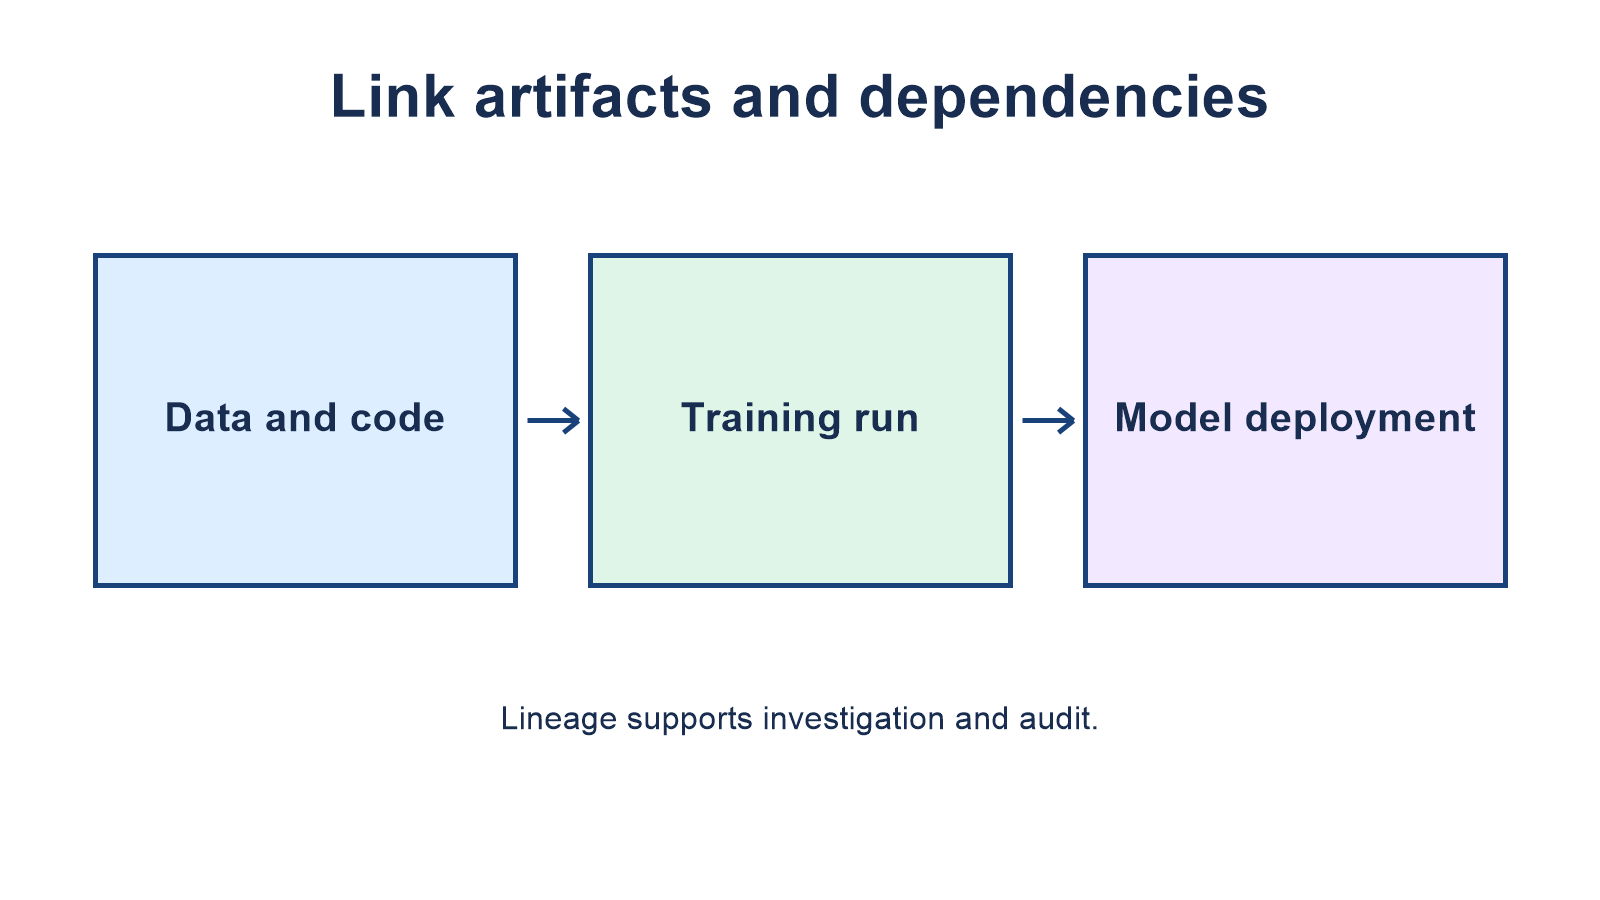 Link artifacts and dependencies
Data and code
Training run
Model deployment
Lineage supports investigation and audit.